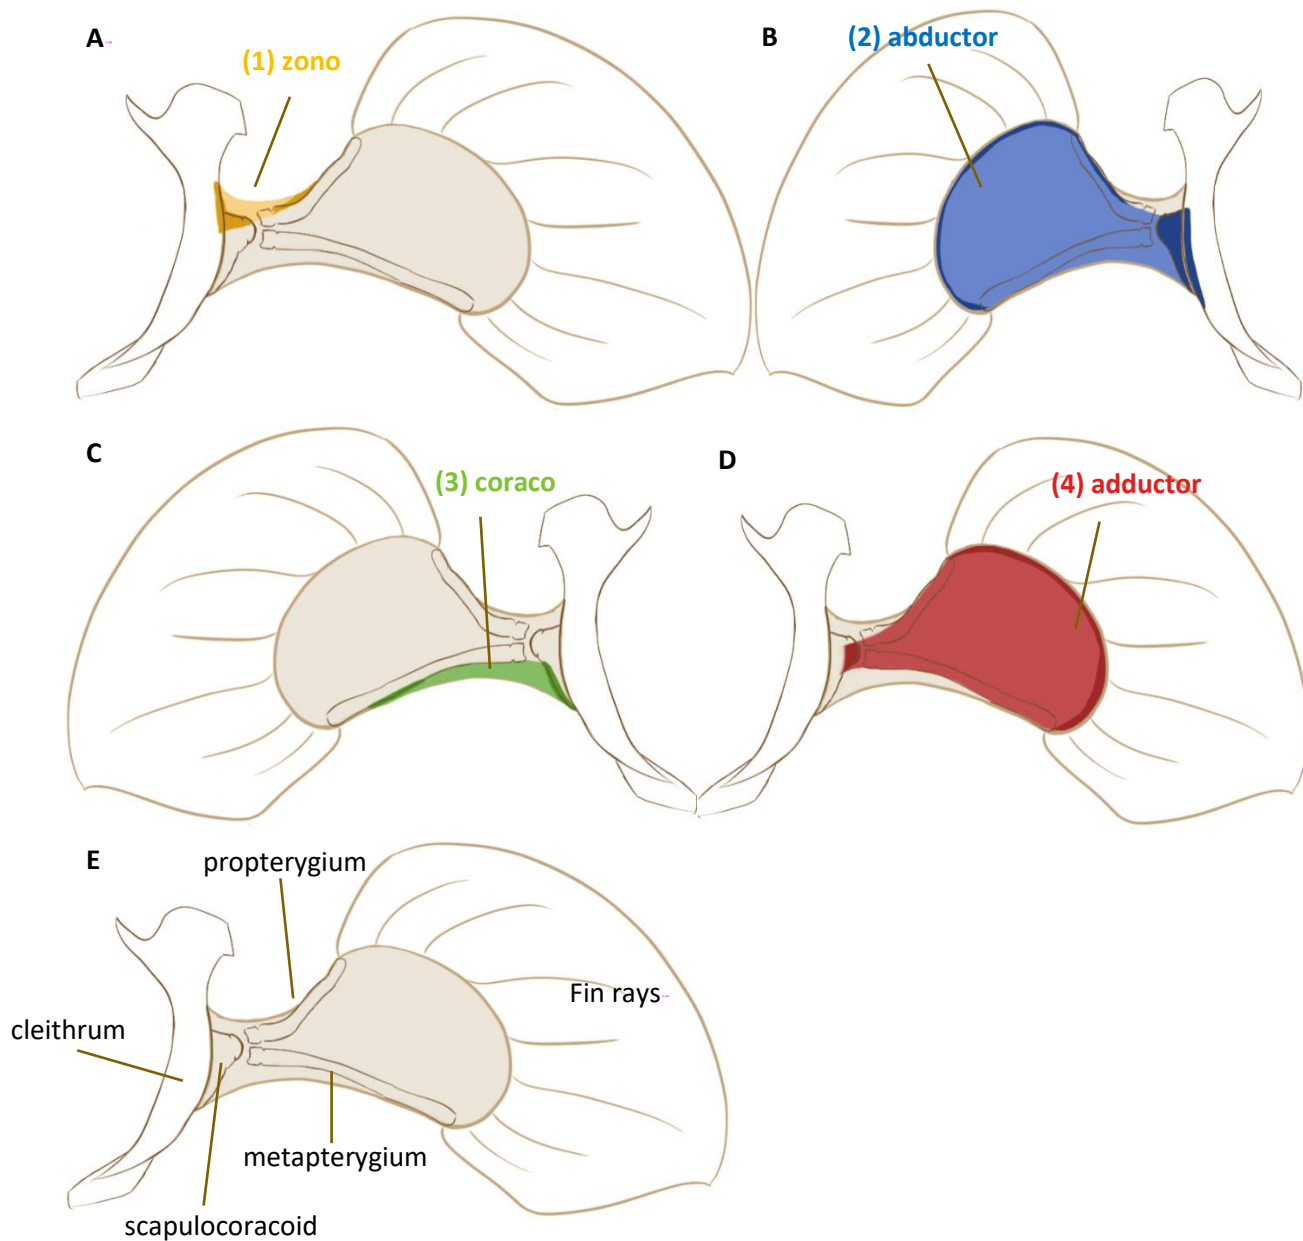 A
(1) zono
B
(2) abductor
C
(3) coraco
D
(4) adductor
E
propterygium
Fin rays
cleithrum
metapterygium
scapulocoracoid